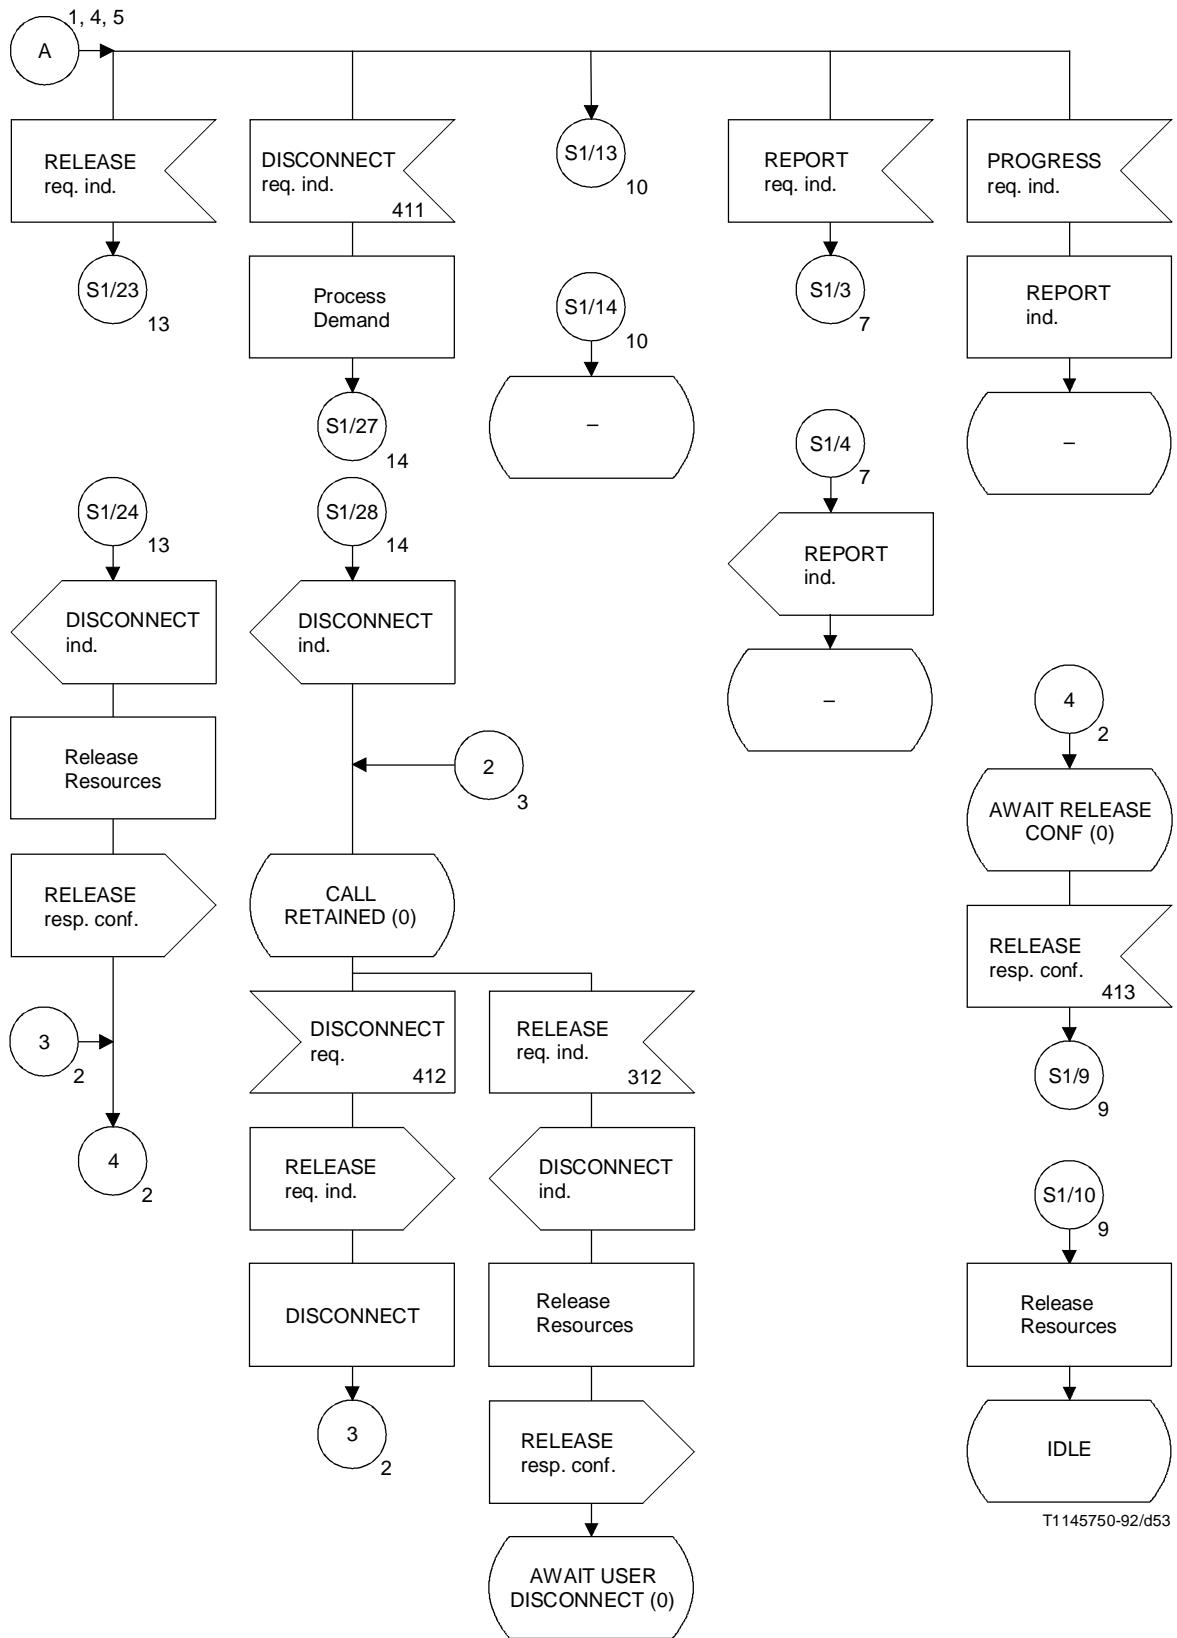 1, 4, 5
A
RELEASE
req. ind.
DISCONNECT
req. ind.
411
S1/13
10
REPORT
req. ind.
PROGRESS
req. ind.
S1/23
13
Process
Demand
S1/14
10
S1/3
7
REPORT
ind.
–
S1/27
14
S1/4
7
–
S1/24
13
S1/28
14
REPORT
ind.
DISCONNECT
ind.
DISCONNECT
ind.
–
4
2
Release
Resources
2
3
AWAIT RELEASE
CONF (0)
RELEASE
resp. conf.
CALL
RETAINED (0)
RELEASE
resp. conf.
413
3
2
DISCONNECT
req.
412
RELEASE
req. ind.
312
S1/9
9
4
2
RELEASE
req. ind.
DISCONNECT
ind.
S1/10
9
DISCONNECT
Release
Resources
Release
Resources
3
2
RELEASE
resp. conf.
IDLE
T1145750-92/d53
AWAIT USER
DISCONNECT (0)